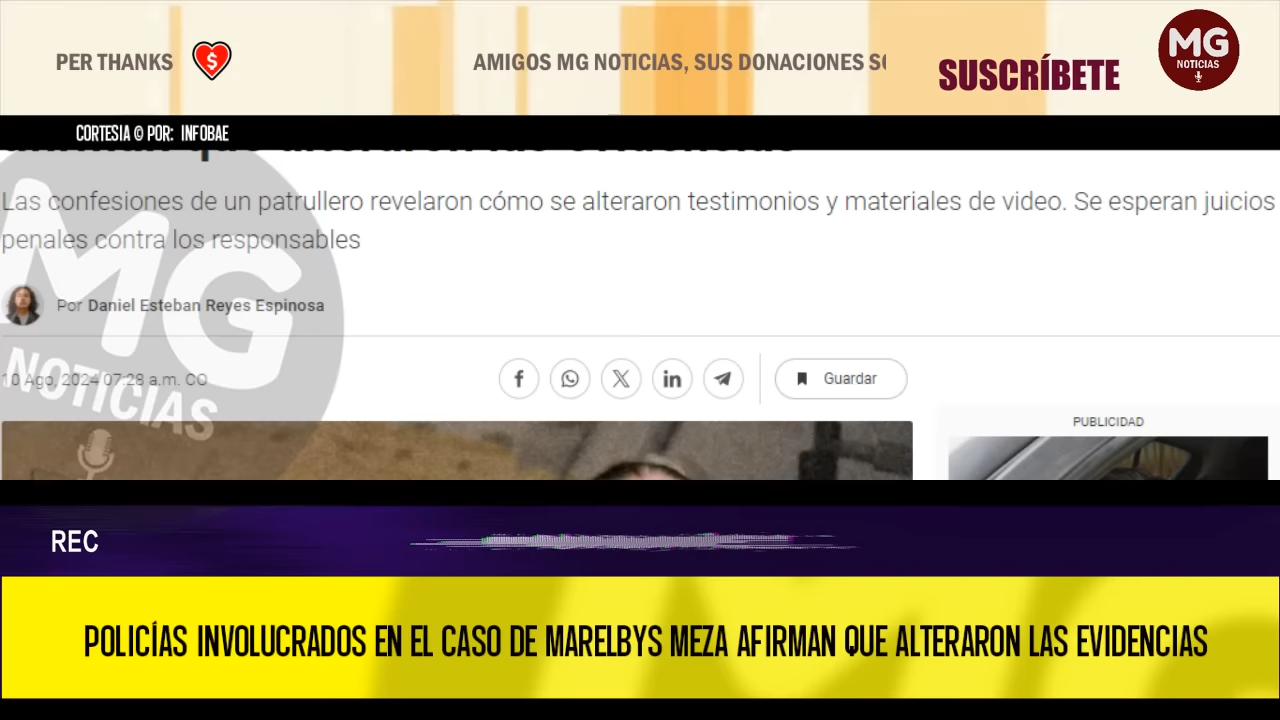 PER THANKS
AMIGOS MG NOTICIAS, SUS DONACIONES
SUSCRÍBETE
MG
NOTICIAS
CORTESIA © POR: INFOBAE
Las confesiones de un patrullero revelaron cómo se alteraron testimonios y materiales de video. Se esperan juicios
penales contra los responsables
MG
NOTICIAS
Por Daniel Esteban Reyes Espinosa
10 Ago, 2024 07:28 a.m. CO
Guardar
PUBLICIDAD
REC
POLICÍAS INVOLUCRADOS EN EL CASO DE MARELBYS MEZA AFIRMAN QUE ALTERARON LAS EVIDENCIAS